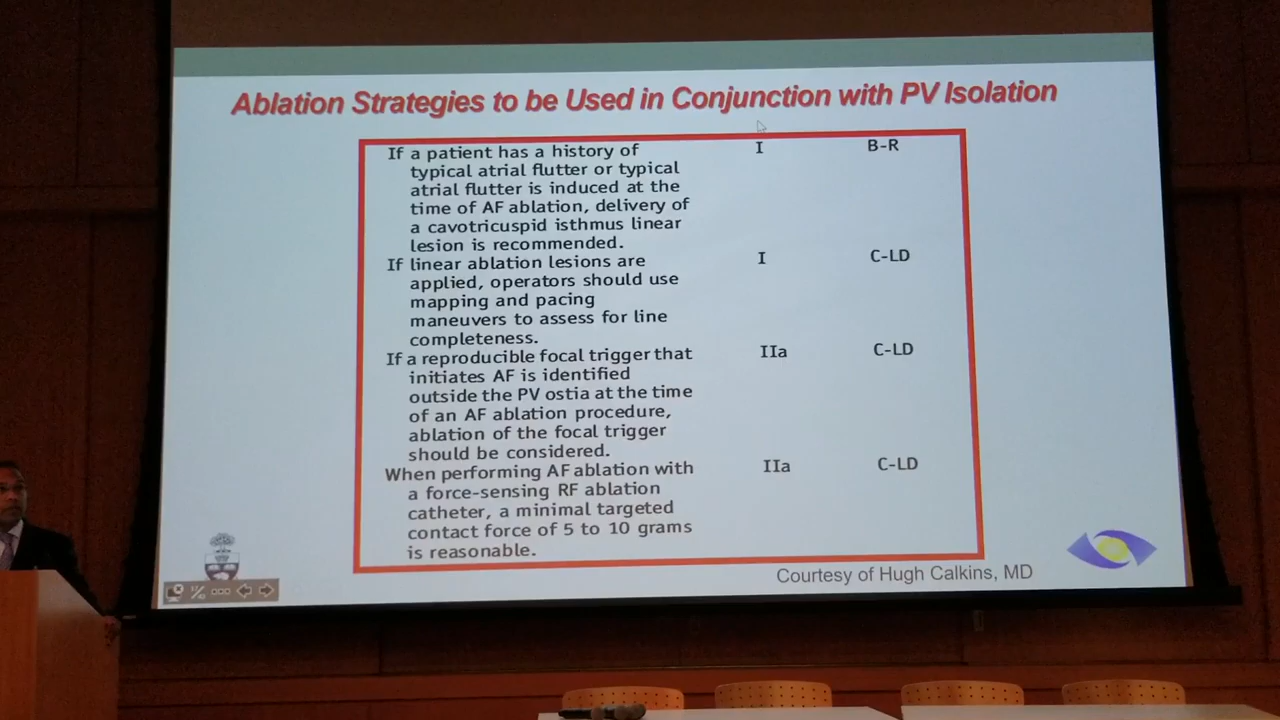 Ablation Strategies to be Used in Conjunction with PV Isolation
If a patient has a history of
typical atrial flutter or typical
atrial flutter is induced at the
time of AF ablation, delivery of
a cavotricuspid isthmus linear
lesion is recommended.
I
B-R
If linear ablation lesions are
applied, operators should use
mapping and pacing
maneuvers to assess for line
completeness.
I
C-LD
If a reproducible focal trigger that
initiates AF is identified
outside the PV ostia at the time
of an AF ablation procedure,
ablation of the focal trigger
should be considered.
IIa
C-LD
When performing AF ablation with
a force-sensing RF ablation
catheter, a minimal targeted
contact force of 5 to 10 grams
is reasonable.
IIa
C-LD
Courtesy of Hugh Calkins, MD